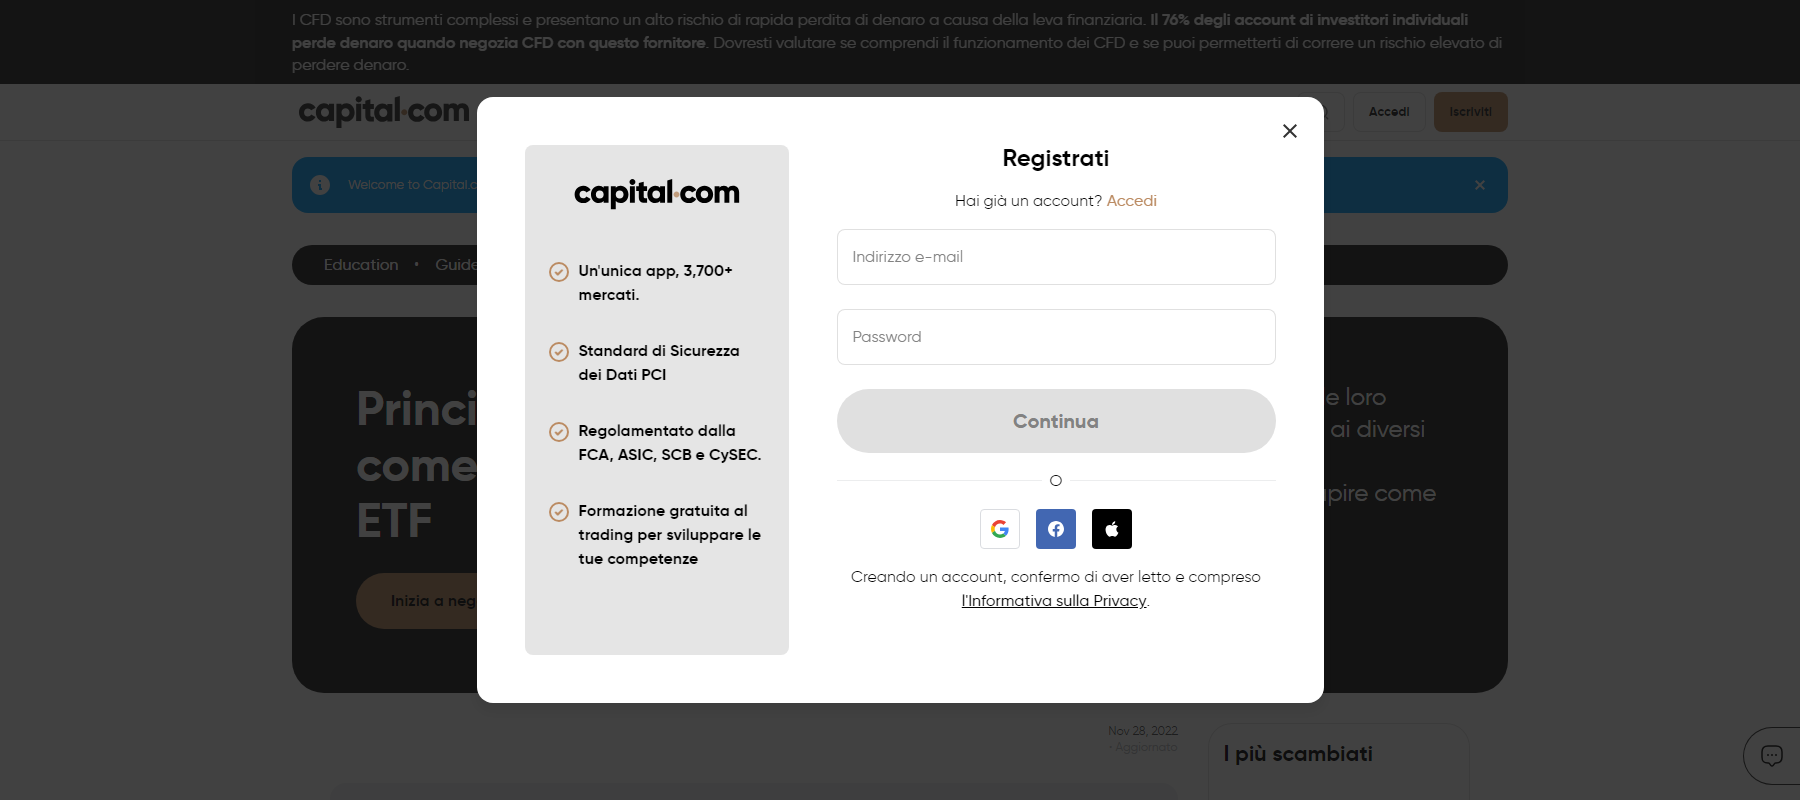 I CFD sono strumenti complessi e presentano un alto rischio di rapida perdita di denaro a causa della leva finanziaria. Il 76% degli account di investitori individuali
perde denaro quando negozia CFD con questo fornitore. Dovresti valutare se comprendi il funzionamento dei CFD e se puoi permetterti di correre un rischio elevato di
perdere denaro.
capital.com
Accedi
Iscriviti
Welcome to Capital.c
Education • Guide
Princi
come
ETF
Inizia a neg
e loro
ai diversi
apire come
capital.com
Un'unica app, 3,700+
mercati.
Standard di Sicurezza
dei Dati PCI
Regolamentato dalla
FCA, ASIC, SCB e CySEC.
Formazione gratuita al
trading per sviluppare le
tue competenze
Registrati
Hai già un account? Accedi
Indirizzo e-mail
Password
Continua
O
Creando un account, confermo di aver letto e compreso
l'Informativa sulla Privacy.
Nov 28, 2022
• Aggiornato
I più scambiati